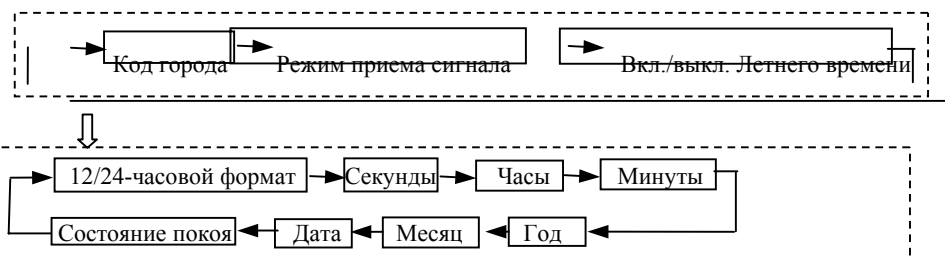 Код города Режим приема сигнала Вкл./выкл. Летнего времени
12/24-часовой формат Секунды Часы Минуты
Состояние покоя Дата Месяц Год